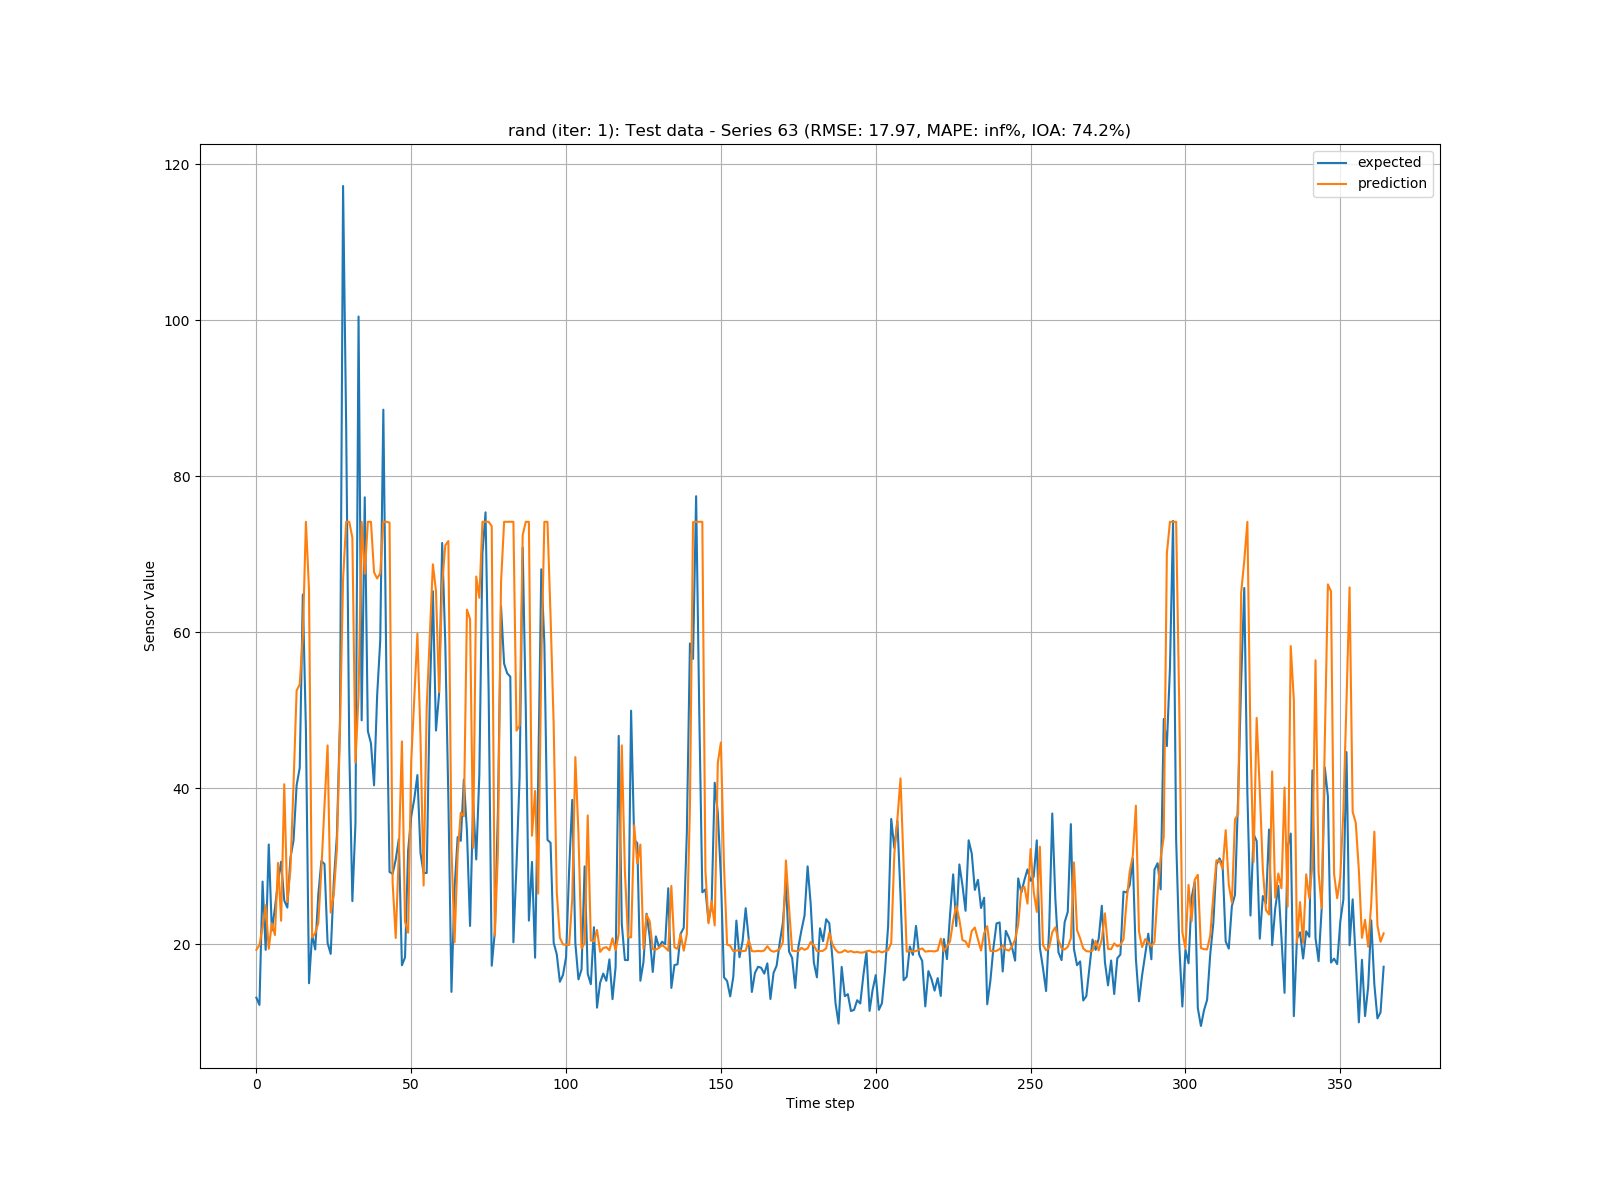 rand (iter: 1): Test data - Series 63 (RMSE: 17.97, MAPE: inf%, IOA: 74.2%)
expected
prediction
120
100
80
60
40
20
Sensor Value
0 50 100 150 200 250 300 350
Time step